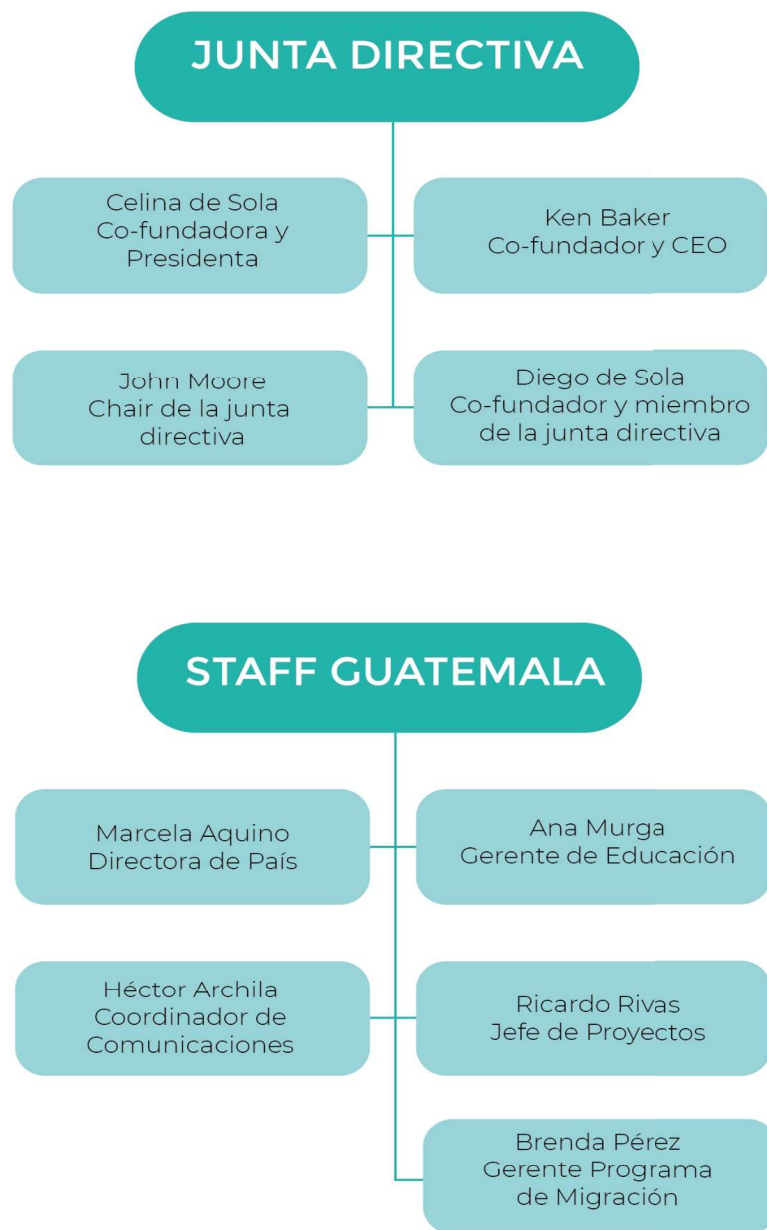 JUNTA DIRECTIVA
Celina de Sola
Co-fundadora y
Presidenta
Ken Baker
Co-fundador y CEO
John Moore
Chair de la junta
directiva
Diego de Sola
Co-fundador y miembro
de la junta directiva
STAFF GUATEMALA
Marcela Aquino
Directora de País
Ana Murga
Gerente de Educación
Héctor Archila
Coordinador de
Comunicaciones
Ricardo Rivas
Jefe de Proyectos
Brenda Pérez
Gerente Programa
de Migración